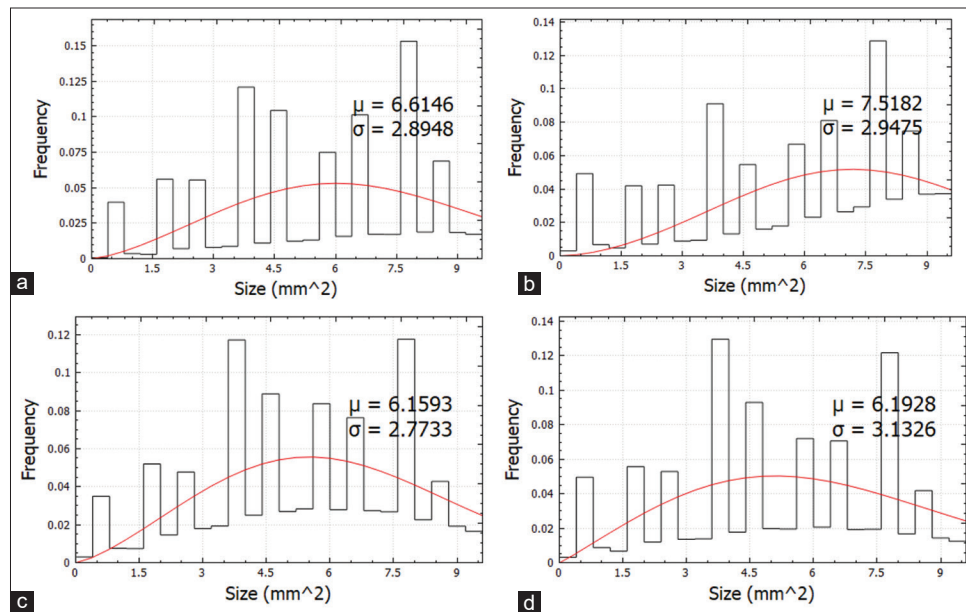 0.15
0.125
0.1
0.075
0.05
0.025
0
Frequency
μ = 6.6146
σ = 2.8948
0 1.5 3 4.5 6 7.5 9
Size (mm^2)
a
0.14
0.12
0.1
0.08
0.06
0.04
0.02
0
Frequency
μ = 7.5182
σ = 2.9475
0 1.5 3 4.5 6 7.5 9
Size (mm^2)
b
0.12
0.1
0.08
0.06
0.04
0.02
0
Frequency
μ = 6.1593
σ = 2.7733
0 1.5 3 4.5 6 7.5 9
Size (mm^2)
c
0.14
0.12
0.1
0.08
0.06
0.04
0.02
0
Frequency
μ = 6.1928
σ = 3.1326
0 1.5 3 4.5 6 7.5 9
Size (mm^2)
d